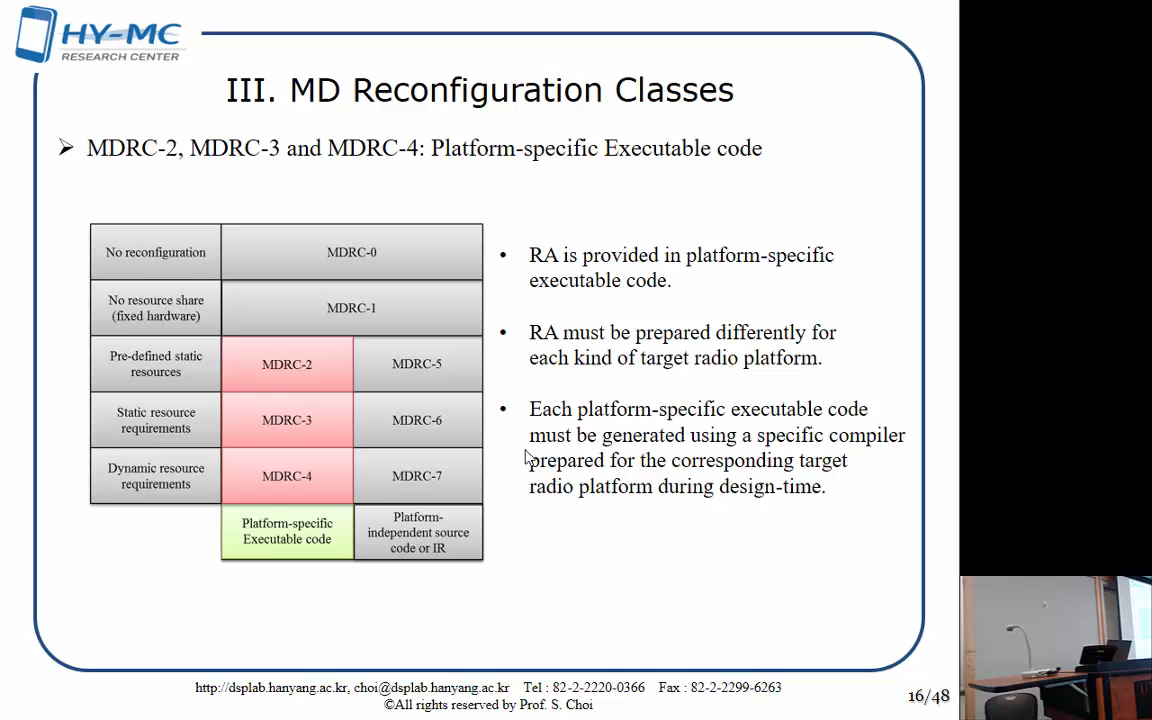 HY-MC
RESEARCH CENTER
III. MD Reconfiguration Classes
MDRC-2, MDRC-3 and MDRC-4: Platform-specific Executable code
No reconfiguration
MDRC-0
No resource share
(fixed hardware)
MDRC-1
Pre-defined static
resources
MDRC-2
MDRC-5
Static resource
requirements
MDRC-3
MDRC-6
Dynamic resource
requirements
MDRC-4
MDRC-7
Platform-specific
Executable code
Platform-
independent source
code or IR
• RA is provided in platform-specific
executable code.
• RA must be prepared differently for
each kind of target radio platform.
• Each platform-specific executable code
must be generated using a specific compiler
prepared for the corresponding target
radio platform during design-time.
http://dsplab.hanyang.ac.kr, choi@dsplab.hanyang.ac.kr Tel : 82-2-2220-0366 Fax : 82-2-2299-6263
©All rights reserved by Prof. S. Choi
16/48